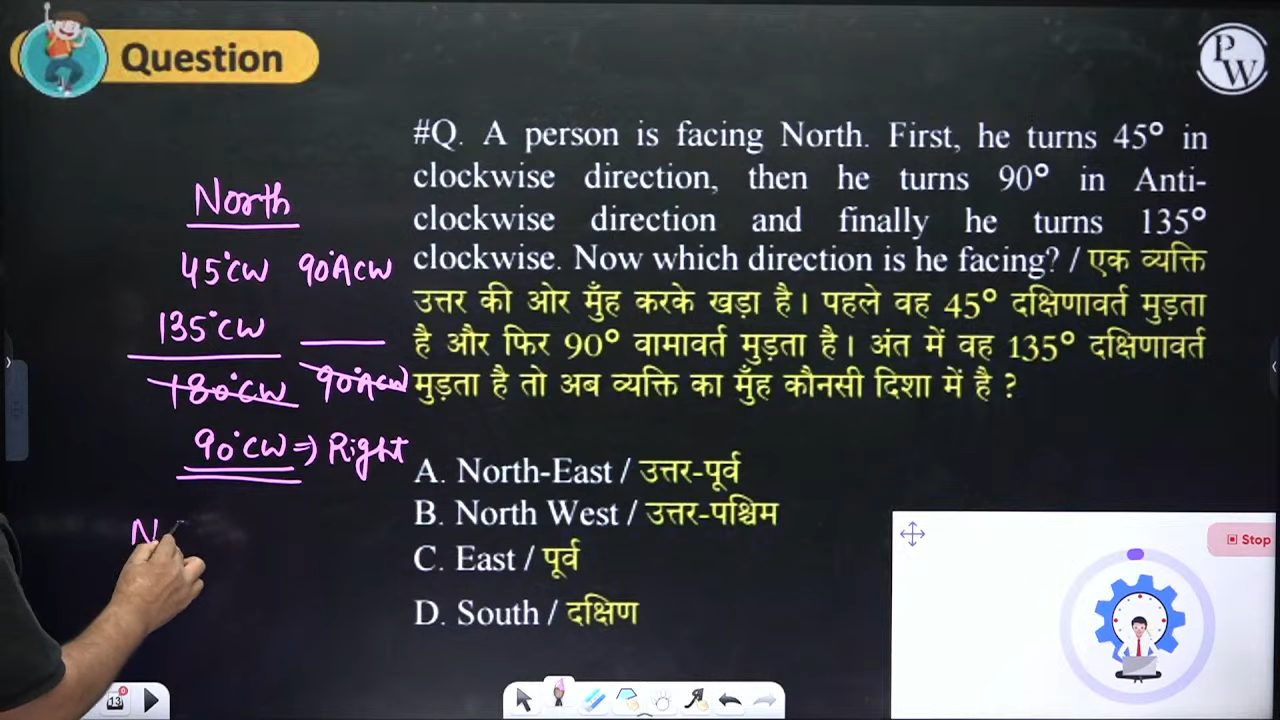 Question
PW
#Q. A person is facing North. First, he turns 45° in
clockwise direction, then he turns 90° in Anti-
clockwise direction and finally he turns 135°
clockwise. Now which direction is he facing? / एक व्यक्ति
उत्तर की ओर मुँह करके खड़ा है। पहले वह 45° दक्षिणावर्त मुड़ता
है और फिर 90° वामावर्त मुड़ता है। अंत में वह 135° दक्षिणावर्त
मुड़ता है तो अब व्यक्ति का मुँह कौनसी दिशा में है ?
A. North-East / उत्तर-पूर्व
B. North West / उत्तर-पश्चिम
C. East / पूर्व
D. South / दक्षिण
North
45°CW 90°ACW
135°CW
180°CW 90°ACW
90°CW => Right
N
Stop
13